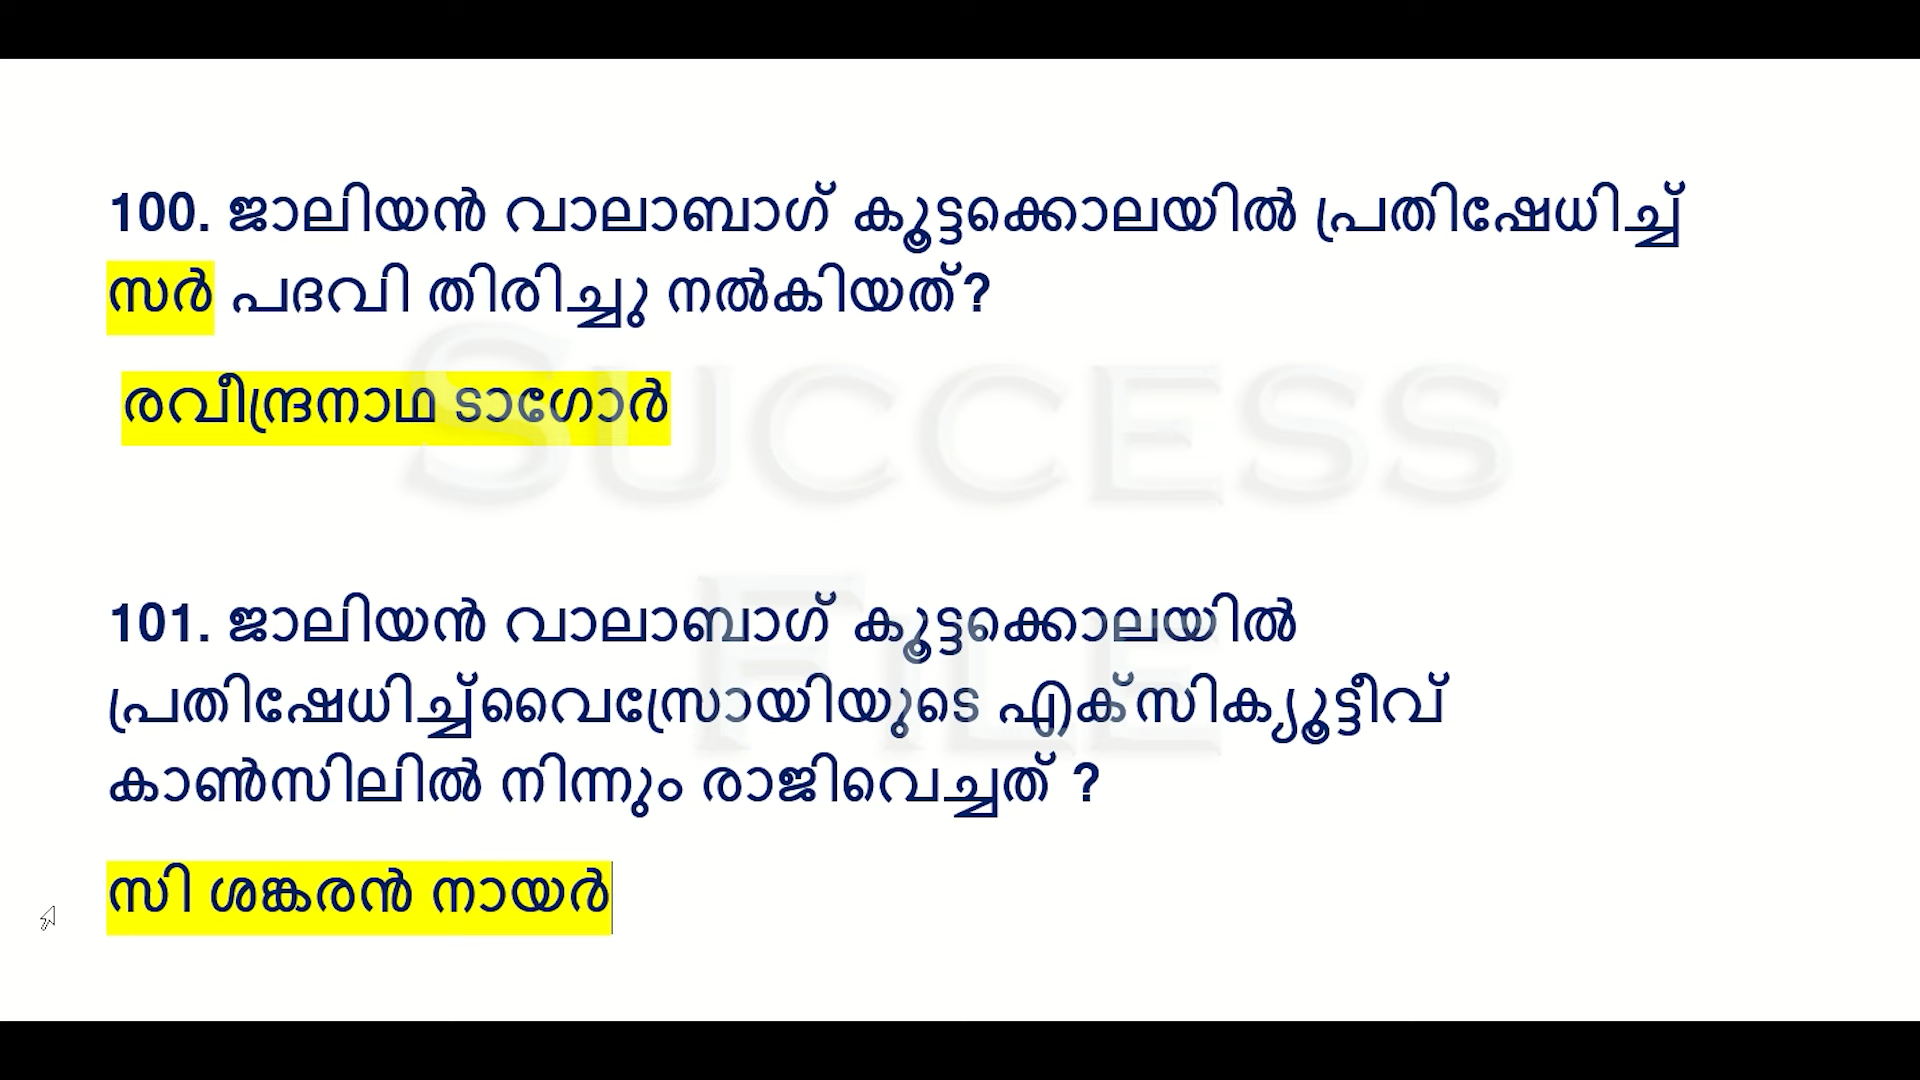 100. ജാലിയൻ വാലാബാഗ് കൂട്ടക്കൊലയിൽ പ്രതിഷേധിച്ച്
സർ പദവി തിരിച്ചു നൽകിയത്?
രവീന്ദ്രനാഥ ടാഗോർ
SUCCESS
FILE
101. ജാലിയൻ വാലാബാഗ് കൂട്ടക്കൊലയിൽ
പ്രതിഷേധിച്ച്വൈസ്രോയിയുടെ എക്സിക്യൂട്ടീവ്
കാൺസിലിൽ നിന്നും രാജിവെച്ചത് ?
സി ശങ്കരൻ നായർ